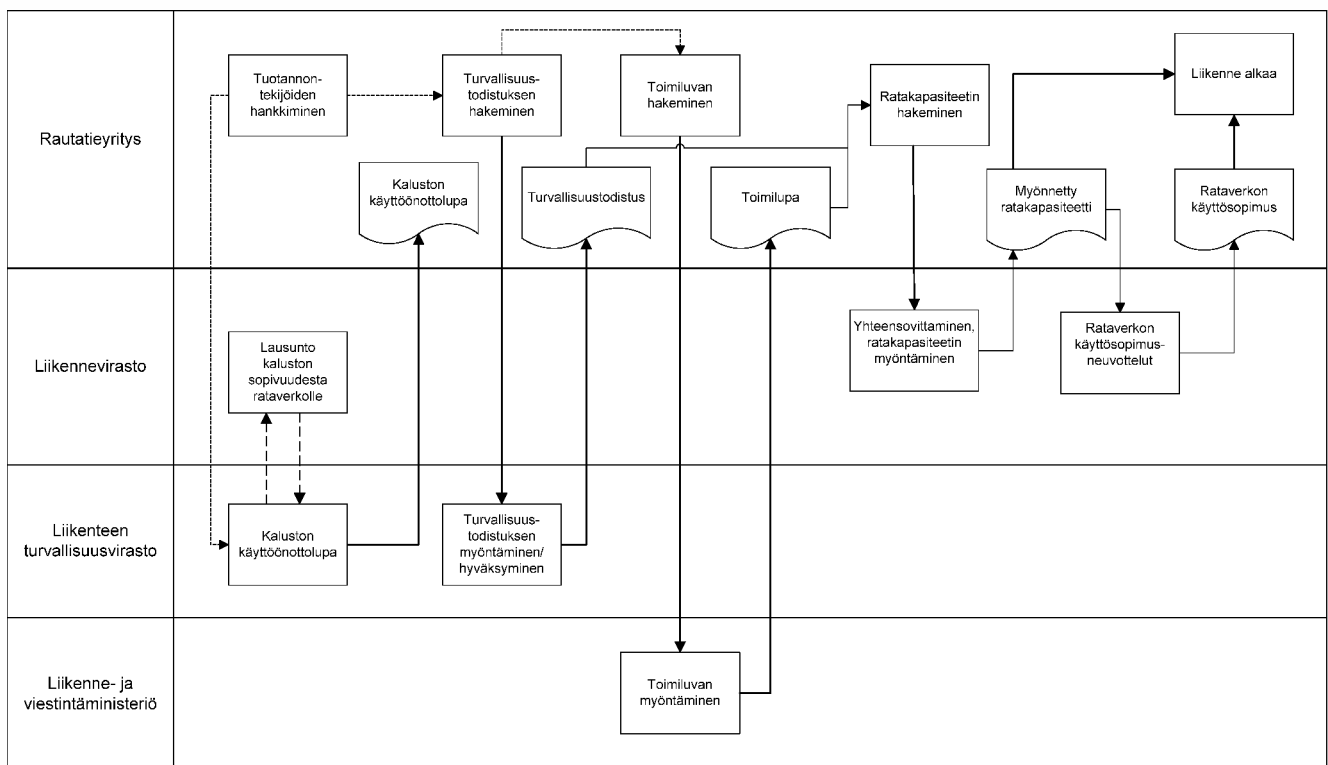 Rautatieyritys
Tuotannon-
tekijöiden
hankkiminen
Turvallisuus-
todistuksen
hakeminen
Toimiluvan
hakeminen
Ratakapasiteetin
hakeminen
Liikenne alkaa
Kaluston
käyttöönottolupa
Turvallisuustodistus
Toimilupa
Myönnetty
ratakapasiteetti
Rataverkon
käyttösopimus
Liikennevirasto
Lausunto
kaluston
sopivuudesta
rataverkolle
Yhteensovittaminen,
ratakapasiteetin
myöntäminen
Rataverkon
käyttösopimus-
neuvottelut
Liikenteen
turvallisuusvirasto
Kaluston
käyttöönottolupa
Turvallisuus-
todistuksen
myöntäminen/
hyväksyminen
Liikenne- ja
viestintäministeriö
Toimiluvan
myöntäminen